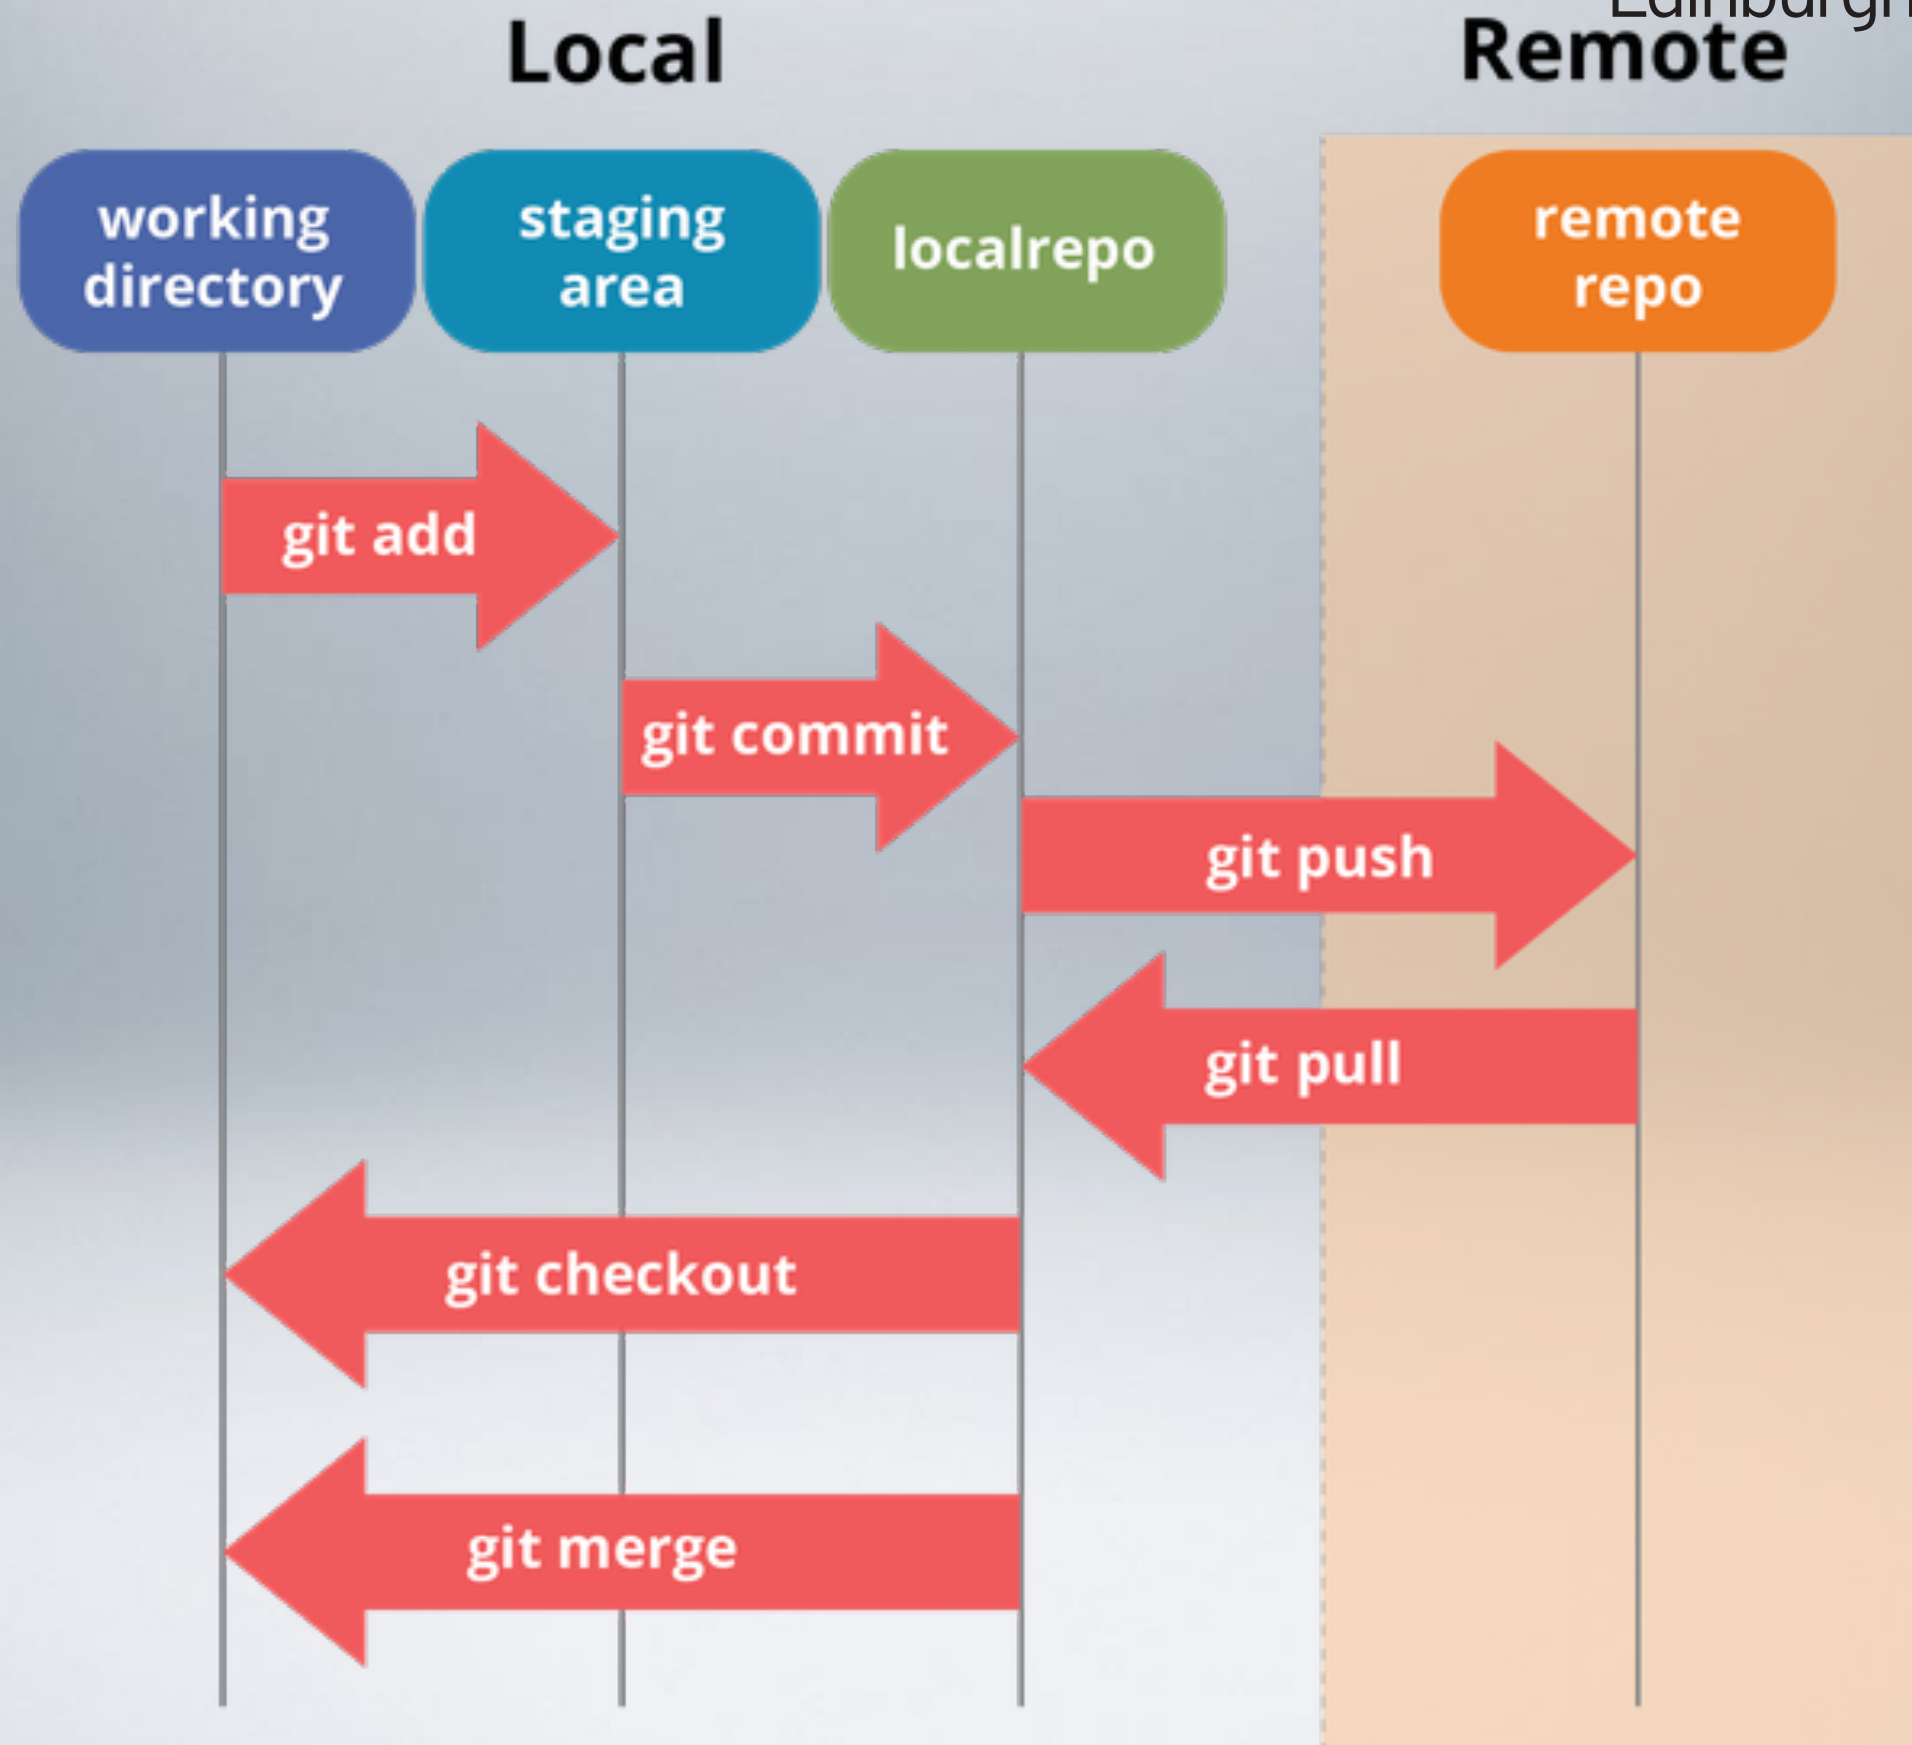 Edinburgh
Local
Remote
working
directory
staging
area
localrepo
remote
repo
git add
git commit
git push
git pull
git checkout
git merge